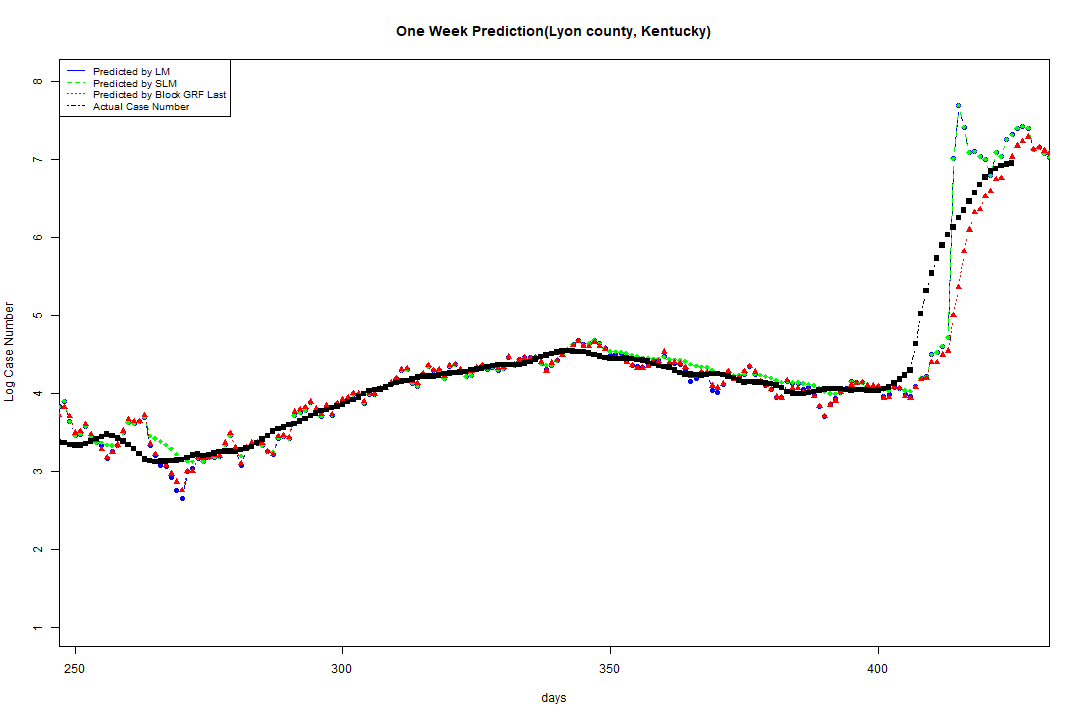 One Week Prediction(Lyon county, Kentucky)
Predicted by LM
Predicted by SLM
Predicted by Block GRF Last
Actual Case Number
8
7
6
5
4
3
2
1
Log Case Number
250
300
350
400
days